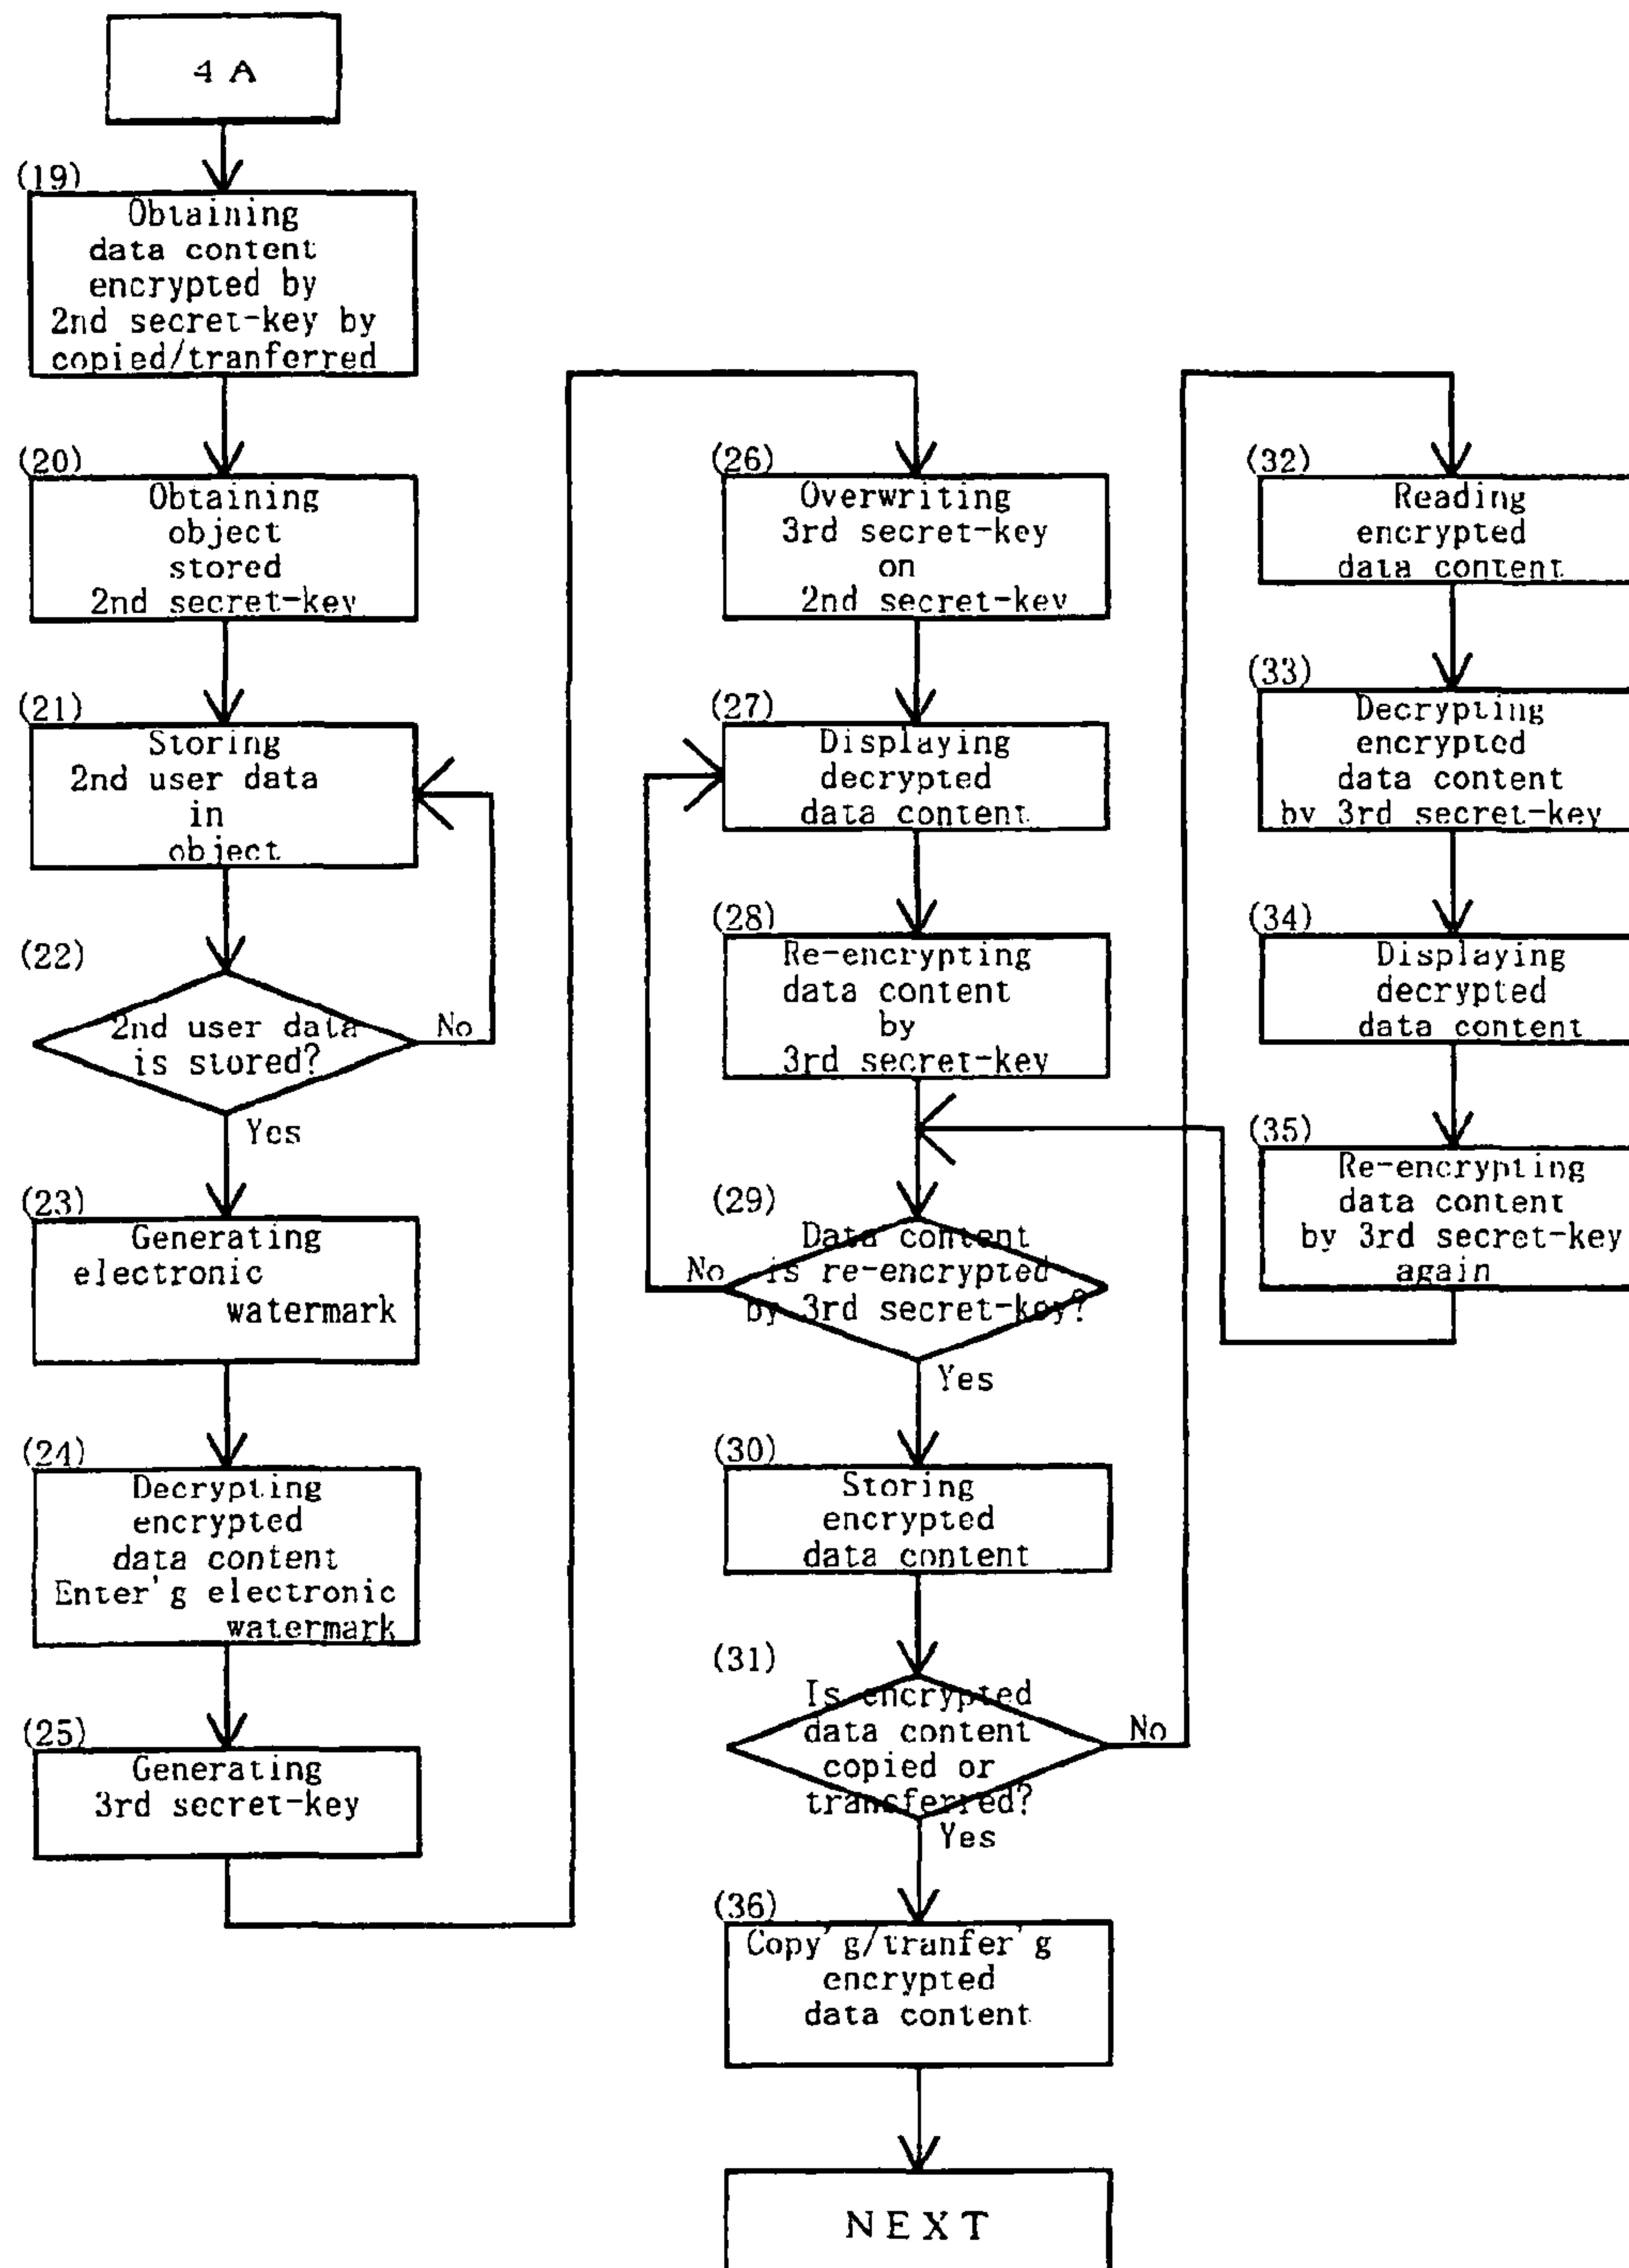 4 A
(19)
Obtaining
data content
encrypted by
2nd secret-key by
copied/tranferred
(20)
Obtaining
object
stored
2nd secret-key
(21)
Storing
2nd user data
in
object
(22)
2nd user data
is stored?
No
Yes
(23)
Generating
electronic
watermark
(24)
Decrypting
encrypted
data content
Enter'g electronic
watermark
(25)
Generating
3rd secret-key
(26)
Overwriting
3rd secret-key
on
2nd secret-key
(27)
Displaying
decrypted
data content
(28)
Re-encrypting
data content
by
3rd secret-key
(29)
Data content
is re-encrypted
by 3rd secret-key?
No
Yes
(30)
Storing
encrypted
data content
(31)
Is encrypted
data content
copied or
transferred?
No
Yes
(36)
Copy'g/tranfer'g
encrypted
data content
NEXT
(32)
Reading
encrypted
data content
(33)
Decrypting
encrypted
data content
by 3rd secret-key
(34)
Displaying
decrypted
data content
(35)
Re-encrypting
data content
by 3rd secret-key
again